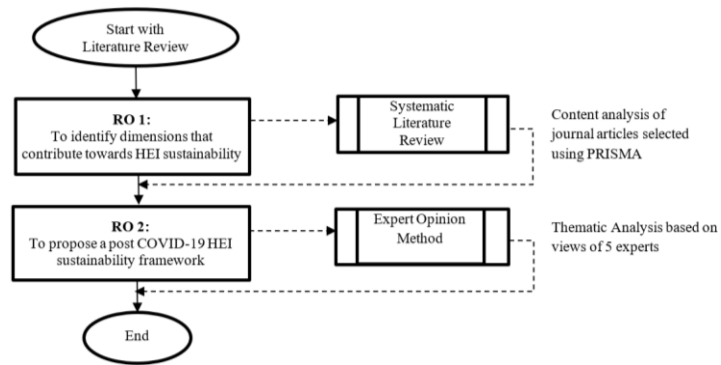 Start with
Literature Review
RO 1:
To identify dimensions that
contribute towards HEI sustainability
Systematic
Literature
Review
Content analysis of
journal articles selected
using PRISMA
RO 2:
To propose a post COVID-19 HEI
sustainability framework
Expert Opinion
Method
Thematic Analysis based on
views of 5 experts
End